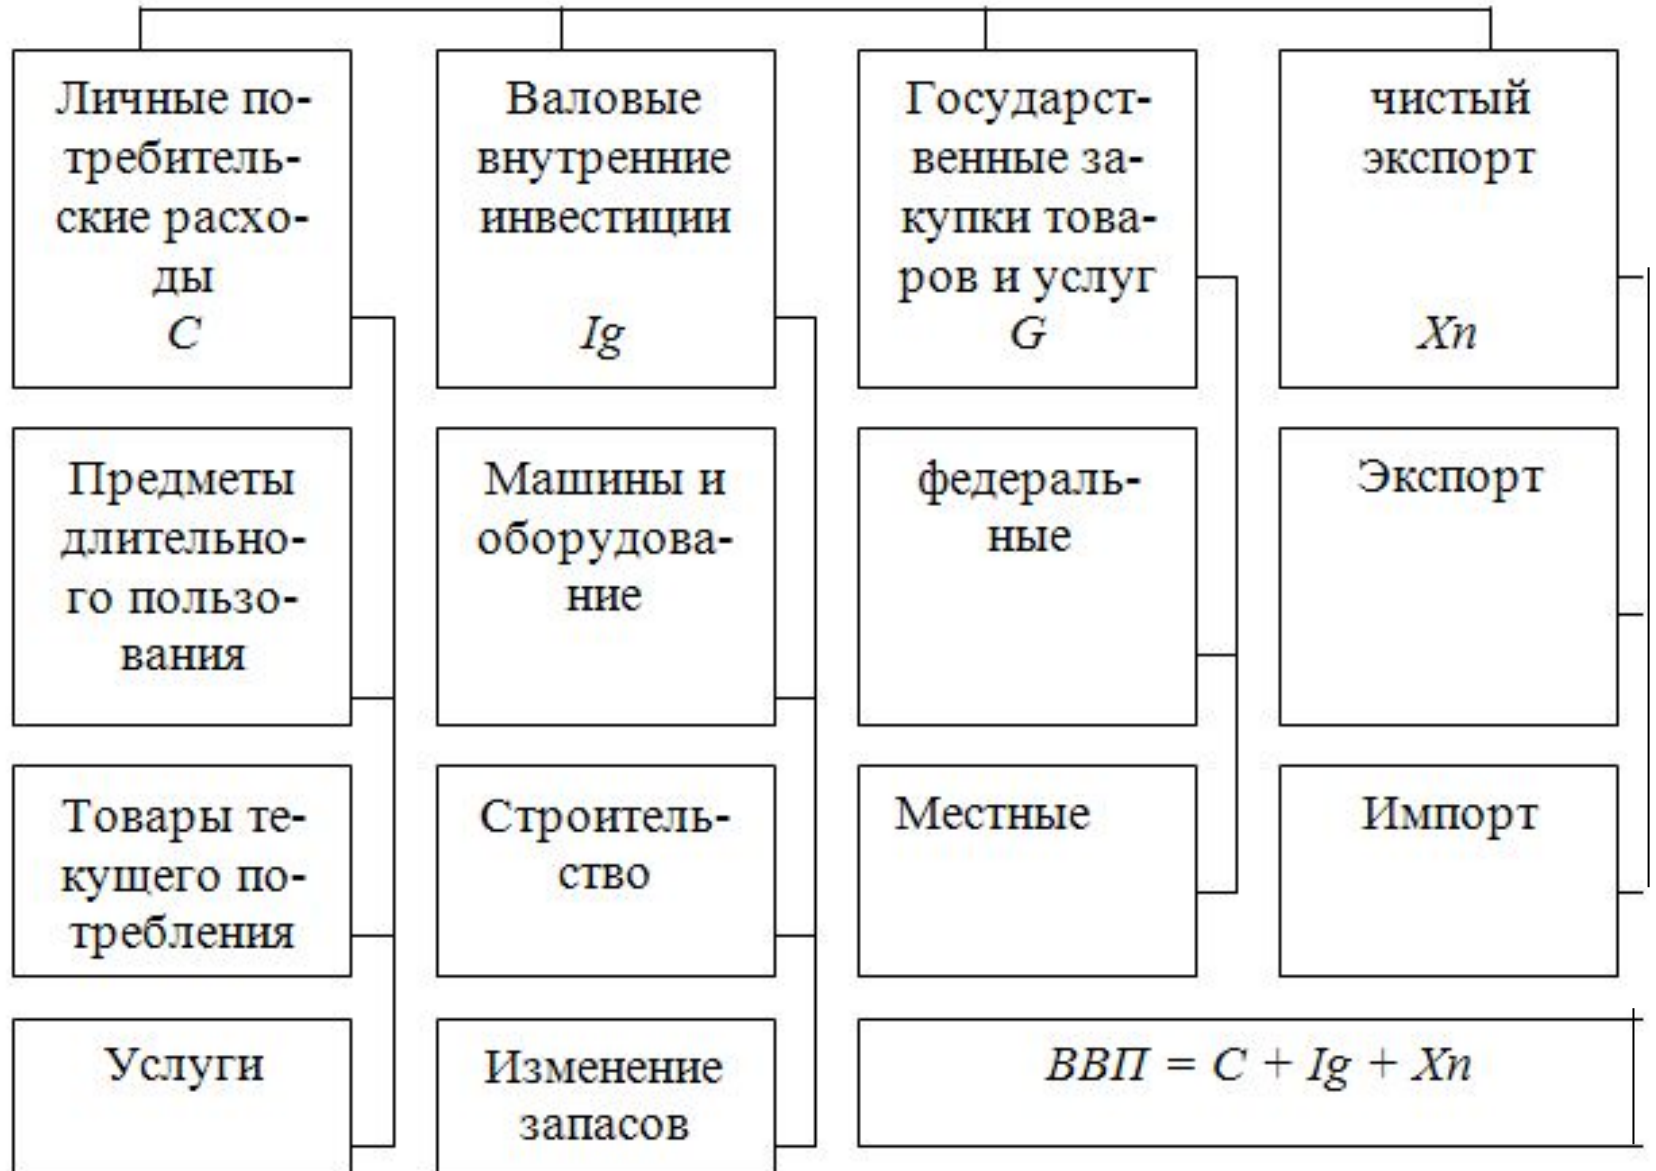 Личные по-
требитель-
ские расхо-
ды
C
Валовые
внутренние
инвестиции
Ig
Государст-
венные за-
купки това-
ров и услуг
G
чистый
экспорт
Xn
Предметы
длительно-
го пользо-
вания
Машины и
оборудова-
ние
федераль-
ные
Экспорт
Товары те-
кущего по-
требления
Строитель-
ство
Местные
Импорт
Услуги
Изменение
запасов
ВВП = C + Ig + Xn